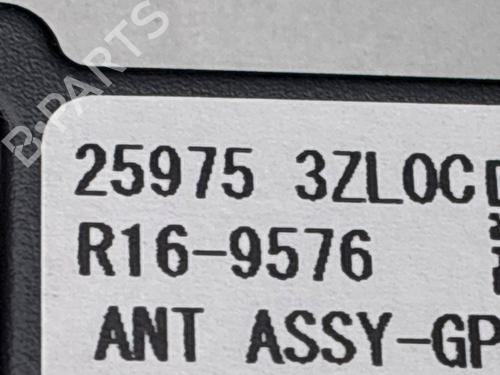 B-PARTS
25975 3ZL0C
R16-9576
ANT ASSY-GP